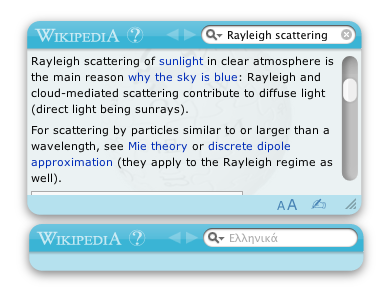 WIKIPEDIA ? Rayleigh scattering
Rayleigh scattering of sunlight in clear atmosphere is
the main reason why the sky is blue: Rayleigh and
cloud-mediated scattering contribute to diffuse light
(direct light being sunrays).
For scattering by particles similar to or larger than a
wavelength, see Mie theory or discrete dipole
approximation (they apply to the Rayleigh regime as
well).
AA
WIKIPEDIA ? Ελληνικά